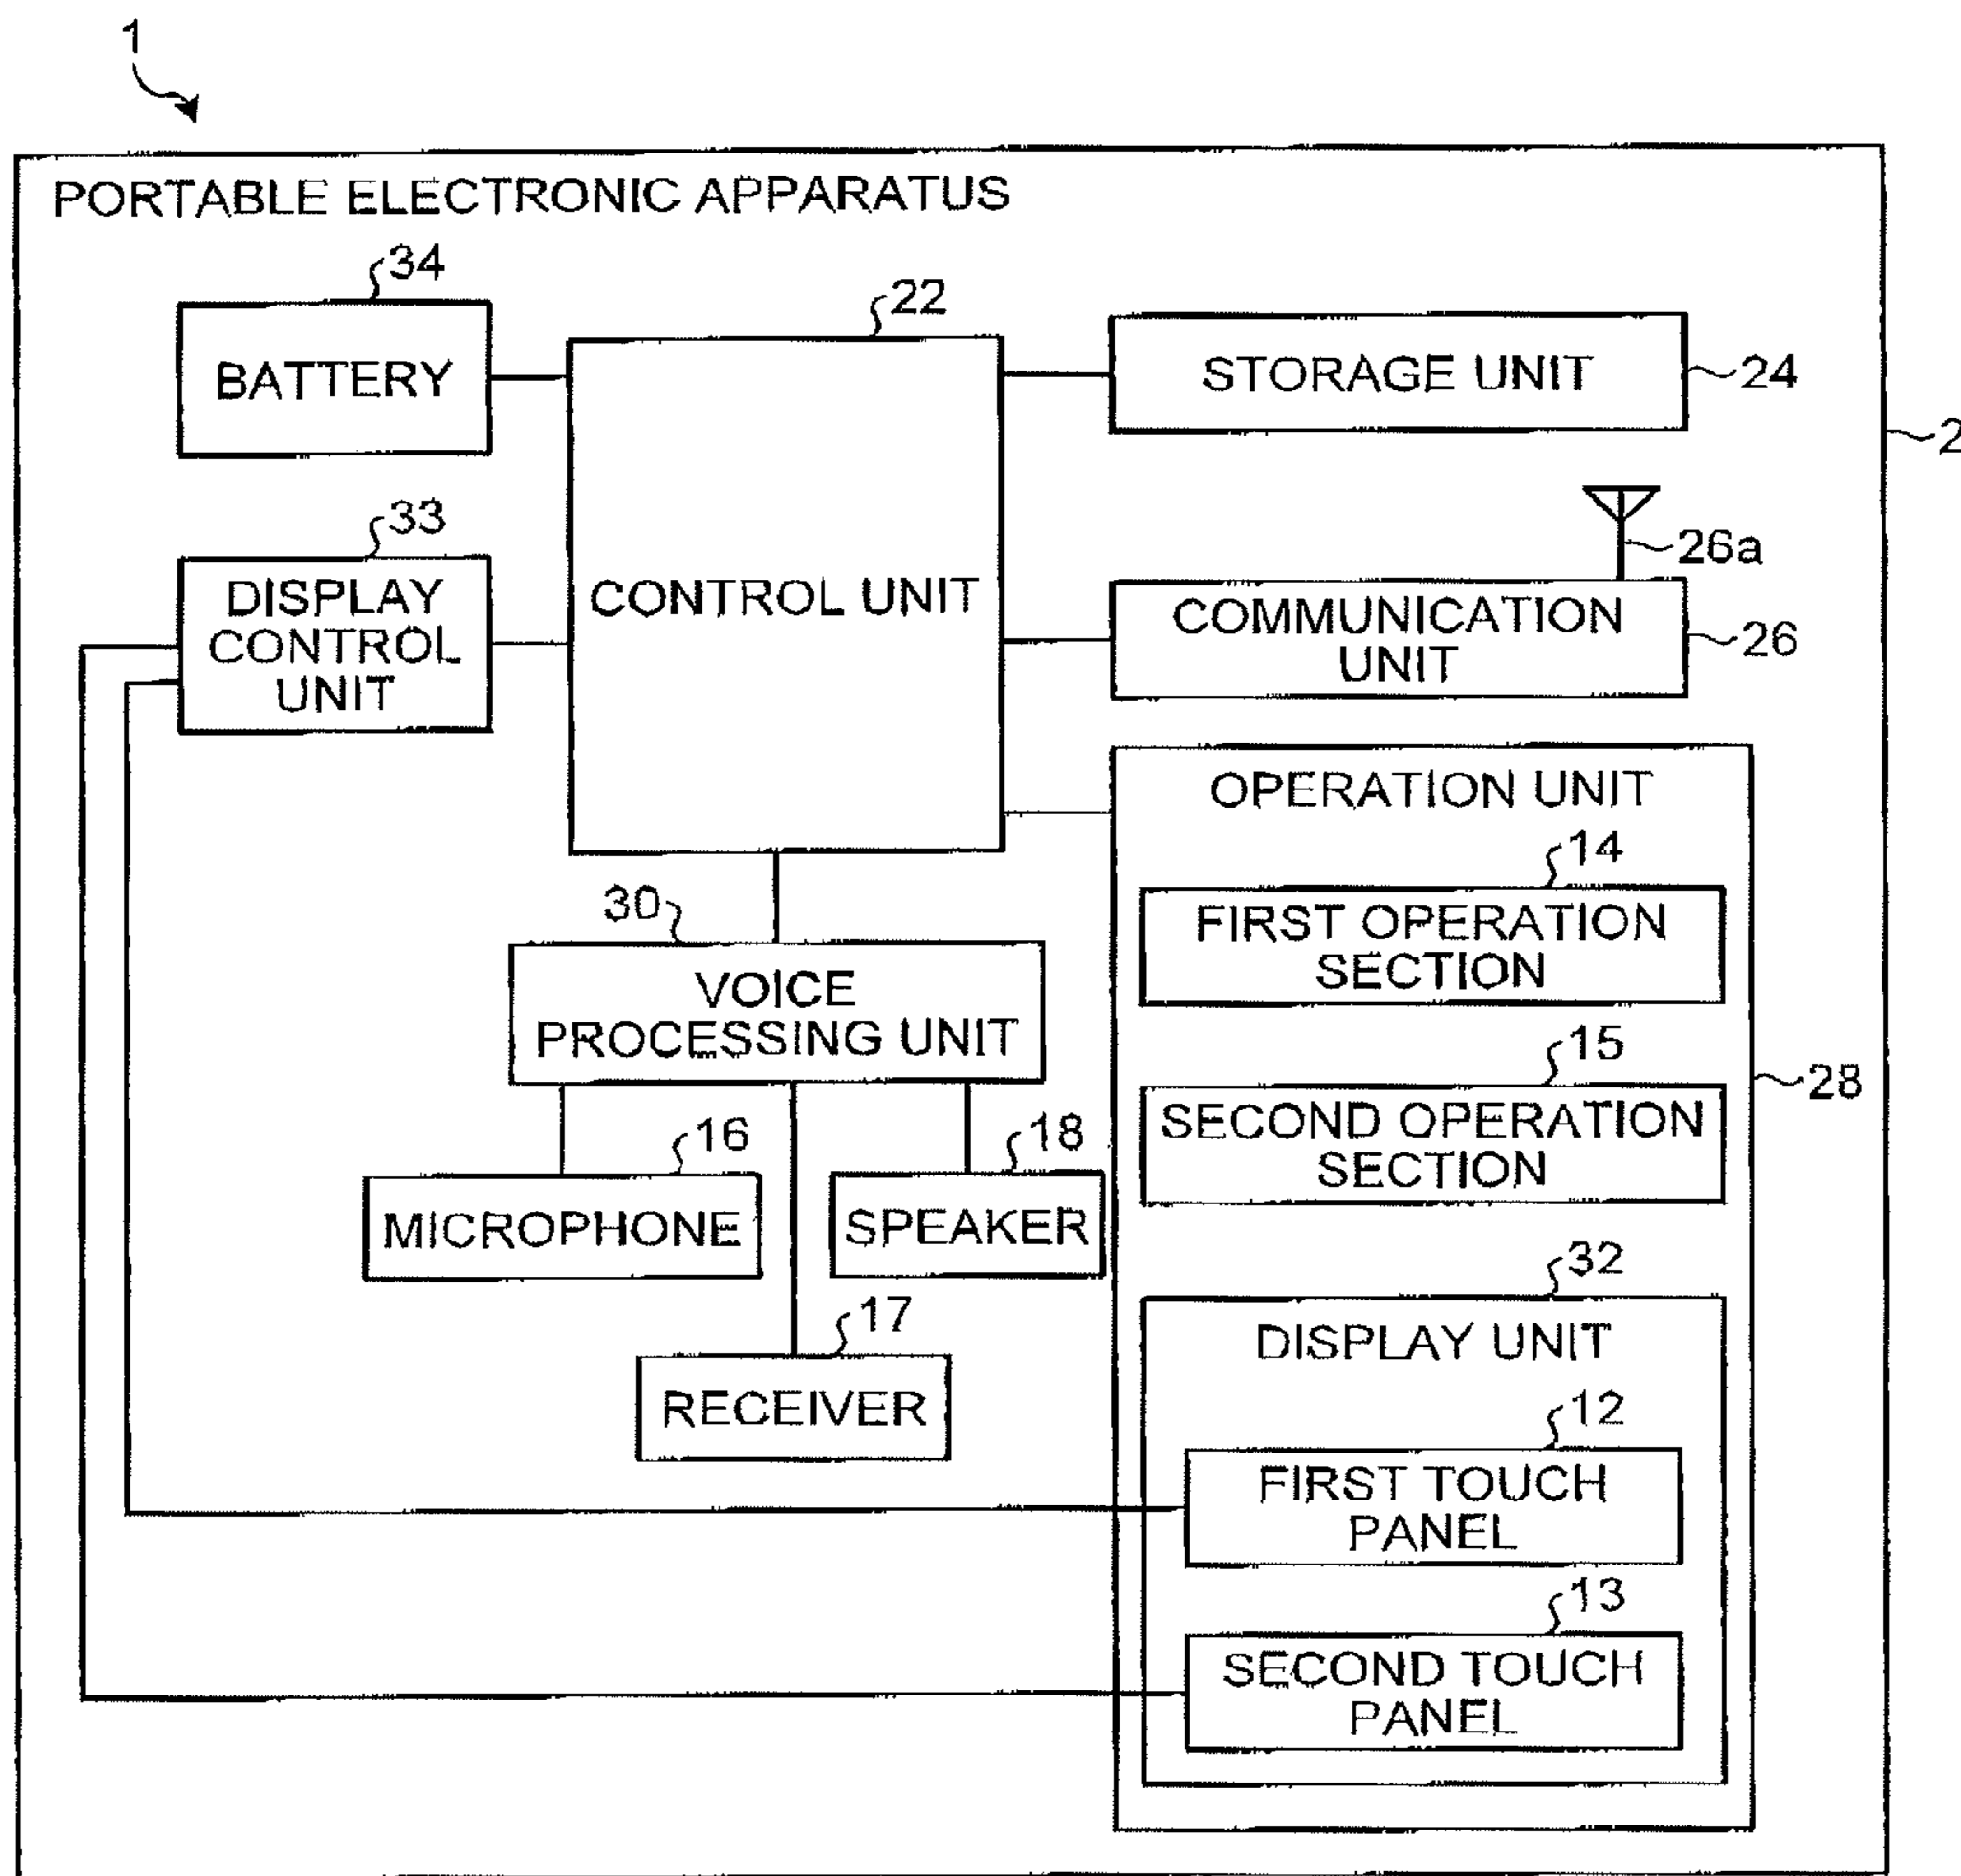 1
PORTABLE ELECTRONIC APPARATUS
34
BATTERY
22
CONTROL UNIT
STORAGE UNIT
24
2
33
DISPLAY
CONTROL
UNIT
26a
COMMUNICATION
UNIT
26
OPERATION UNIT
14
FIRST OPERATION
SECTION
15
SECOND OPERATION
SECTION
28
30
VOICE
PROCESSING UNIT
16
MICROPHONE
18
SPEAKER
17
RECEIVER
32
DISPLAY UNIT
12
FIRST TOUCH
PANEL
13
SECOND TOUCH
PANEL